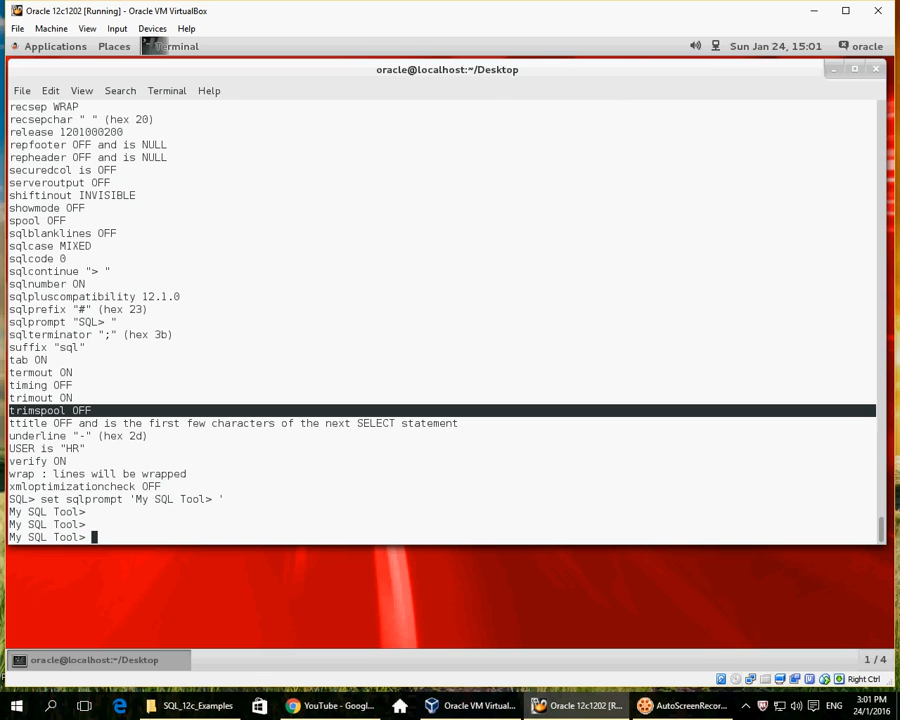 Oracle 12c1202 [Running] - Oracle VM VirtualBox
File Machine View Input Devices Help
Applications Places Terminal Sun Jan 24, 15:01 oracle
oracle@localhost:~/Desktop
File Edit View Search Terminal Help
recsep WRAP
recsepchar " " (hex 20)
release 1201000200
repfooter OFF and is NULL
repheader OFF and is NULL
securedcol is OFF
serveroutput OFF
shiftinout INVISIBLE
showmode OFF
spool OFF
sqlblanklines OFF
sqlcase MIXED
sqlcode 0
sqlcontinue "> "
sqlnumber ON
sqlpluscompatibility 12.1.0
sqlprefix "#" (hex 23)
sqlprompt "SQL> "
sqlterminator ";" (hex 3b)
suffix "sql"
tab ON
termout ON
timing OFF
trimout ON
trimspool OFF
ttitle OFF and is the first few characters of the next SELECT statement
underline "-" (hex 2d)
USER is "HR"
verify ON
wrap : lines will be wrapped
xmloptimizationcheck OFF
SQL> set sqlprompt 'My SQL Tool> '
My SQL Tool>
My SQL Tool>
My SQL Tool>
oracle@localhost:~/Desktop 1 / 4
Right Ctrl
SQL_12c_Examples YouTube - Googl... Oracle VM Virtual... Oracle 12c1202 [R... AutoScreenRecor... ENG 3:01 PM
24/1/2016